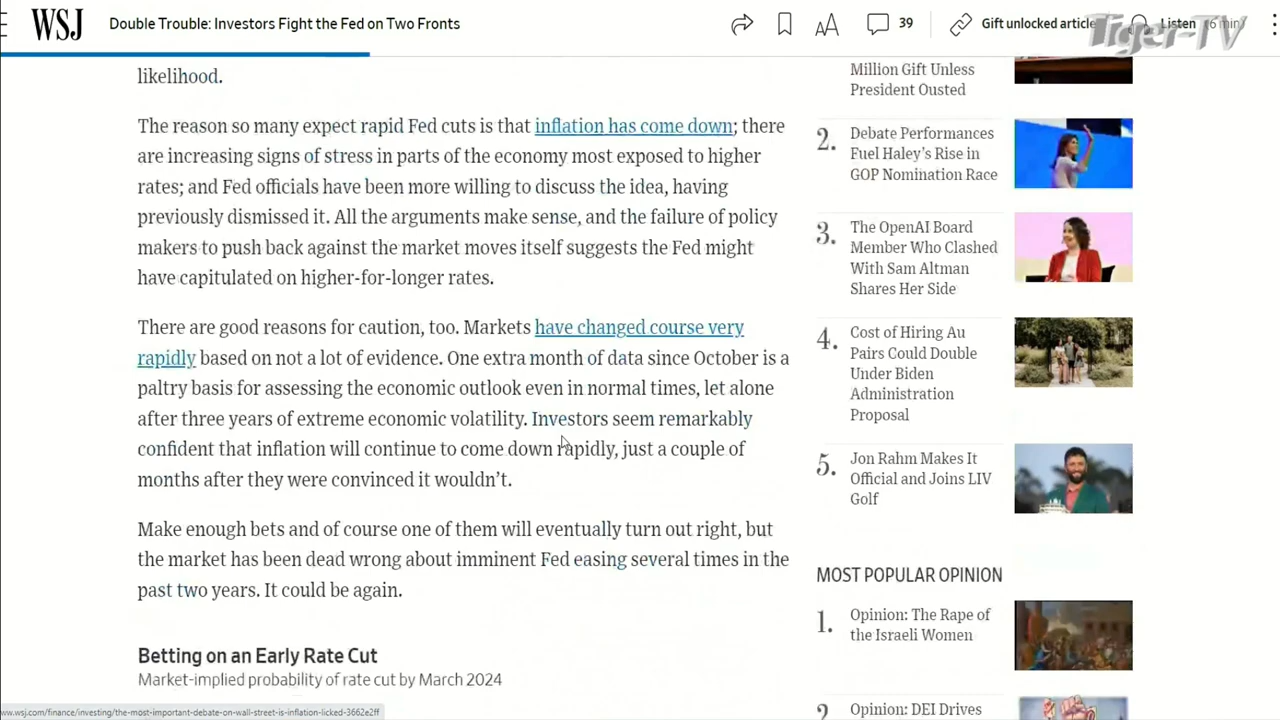 WSJ
Double Trouble: Investors Fight the Fed on Two Fronts
39
Gift unlocked article
Listen (6 min)
Tiger-TV
likelihood.
The reason so many expect rapid Fed cuts is that inflation has come down; there
are increasing signs of stress in parts of the economy most exposed to higher
rates; and Fed officials have been more willing to discuss the idea, having
previously dismissed it. All the arguments make sense, and the failure of policy
makers to push back against the market moves itself suggests the Fed might
have capitulated on higher-for-longer rates.
There are good reasons for caution, too. Markets have changed course very
rapidly based on not a lot of evidence. One extra month of data since October is a
paltry basis for assessing the economic outlook even in normal times, let alone
after three years of extreme economic volatility. Investors seem remarkably
confident that inflation will continue to come down rapidly, just a couple of
months after they were convinced it wouldn't.
Make enough bets and of course one of them will eventually turn out right, but
the market has been dead wrong about imminent Fed easing several times in the
past two years. It could be again.
Betting on an Early Rate Cut
Market-implied probability of rate cut by March 2024
Million Gift Unless
President Ousted
2. Debate Performances
Fuel Haley's Rise in
GOP Nomination Race
3. The OpenAI Board
Member Who Clashed
With Sam Altman
Shares Her Side
4. Cost of Hiring Au
Pairs Could Double
Under Biden
Administration
Proposal
5. Jon Rahm Makes It
Official and Joins LIV
Golf
MOST POPULAR OPINION
1. Opinion: The Rape of
the Israeli Women
2. Opinion: DEI Drives
ww.wsj.com/finance/investing/the-most-important-debate-on-wall-street-is-inflation-licked-3662e2ff